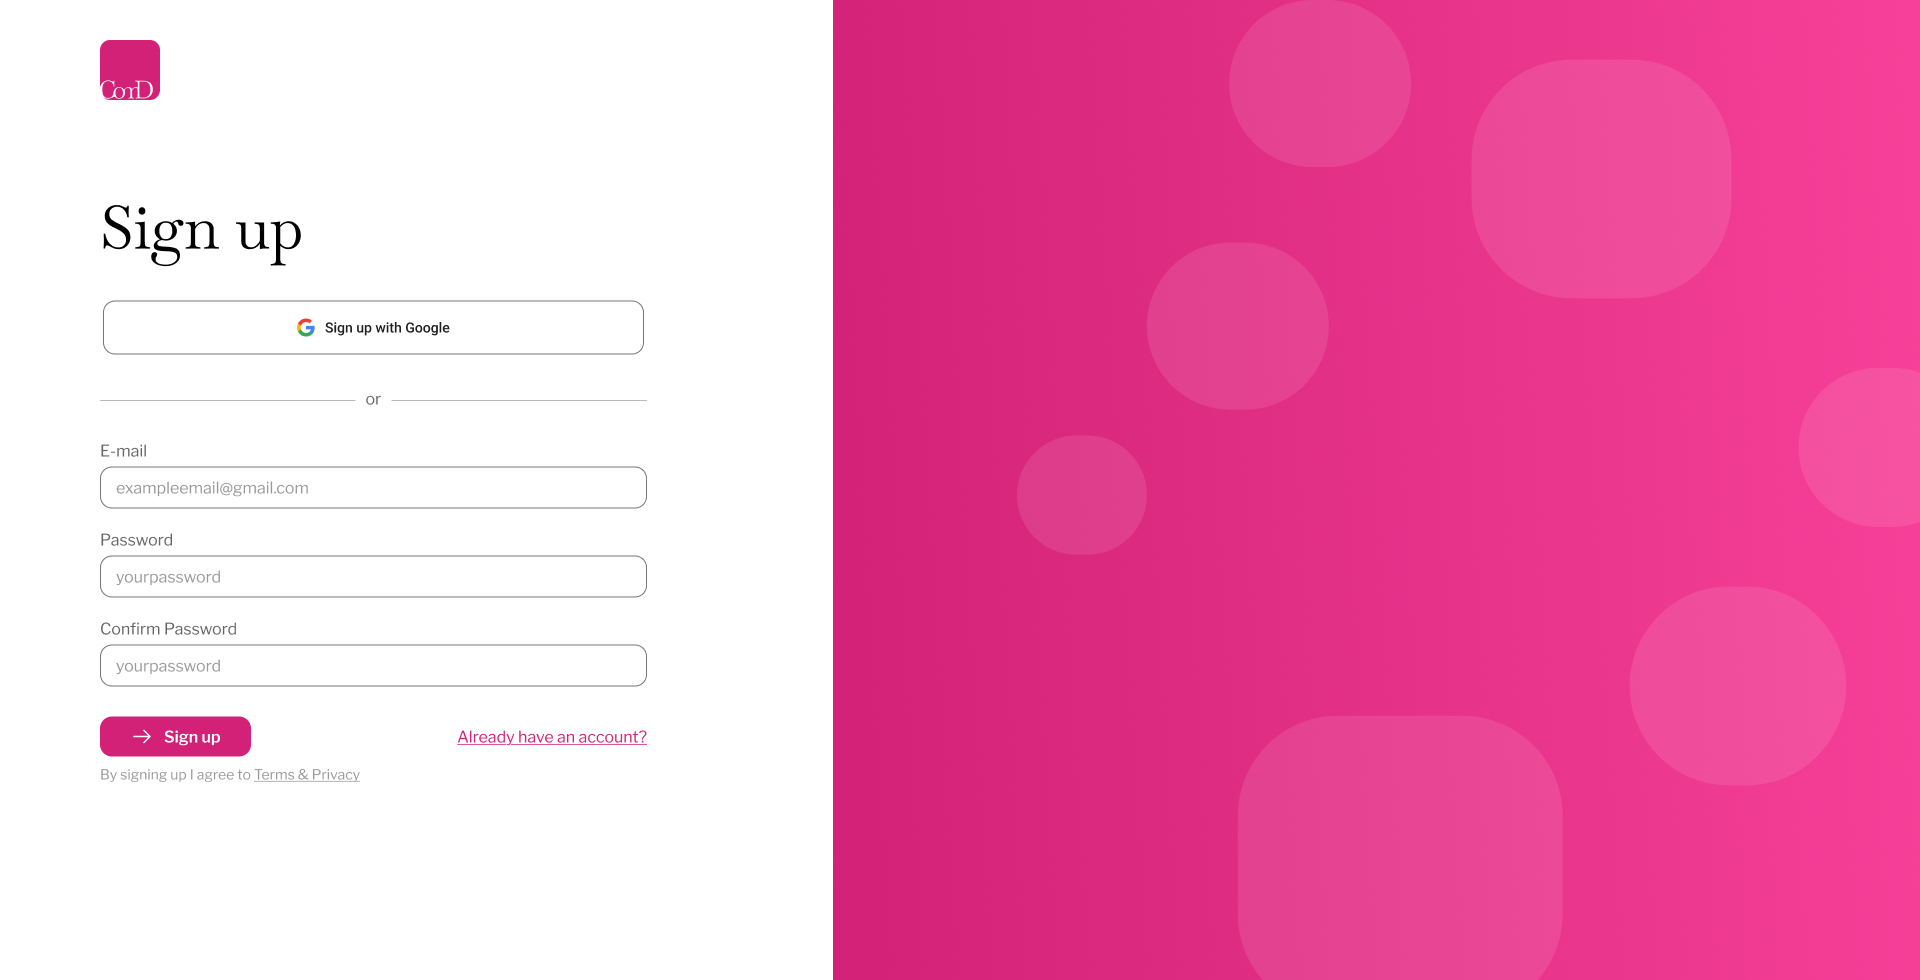 ConD
Sign up
Sign up with Google
or
E-mail
exampleemail@gmail.com
Password
yourpassword
Confirm Password
yourpassword
Sign up
Already have an account?
By signing up I agree to Terms & Privacy